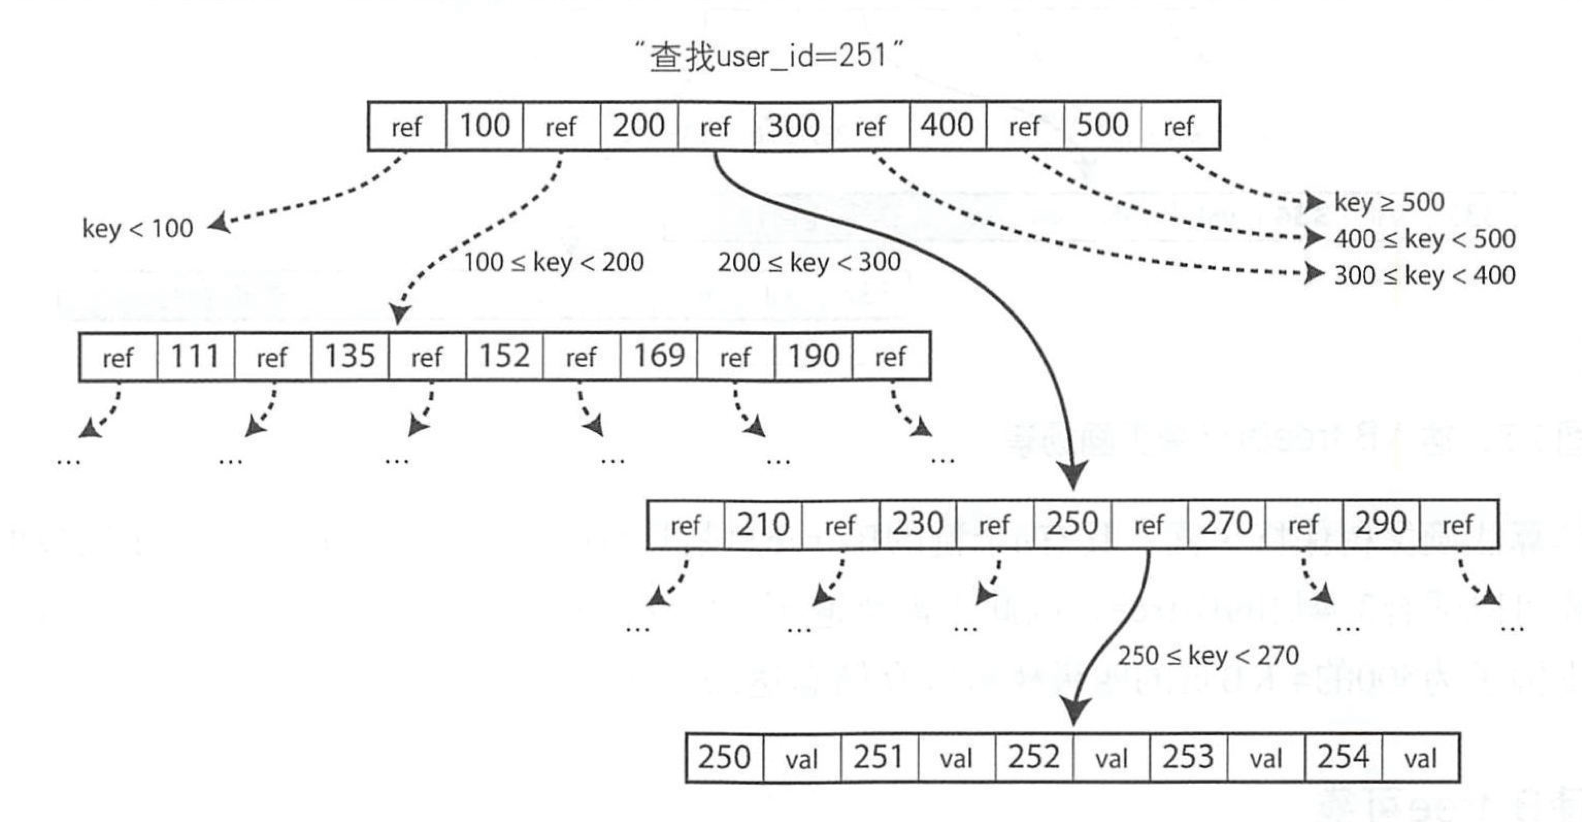 “查找user_id=251”
ref 100 ref 200 ref 300 ref 400 ref 500 ref
key < 100
100 ≤ key < 200
200 ≤ key < 300
key ≥ 500
400 ≤ key < 500
300 ≤ key < 400
ref 111 ref 135 ref 152 ref 169 ref 190 ref
... ... ... ... ... ...
ref 210 ref 230 ref 250 ref 270 ref 290 ref
... ... ... ... ...
250 ≤ key < 270
250 val 251 val 252 val 253 val 254 val